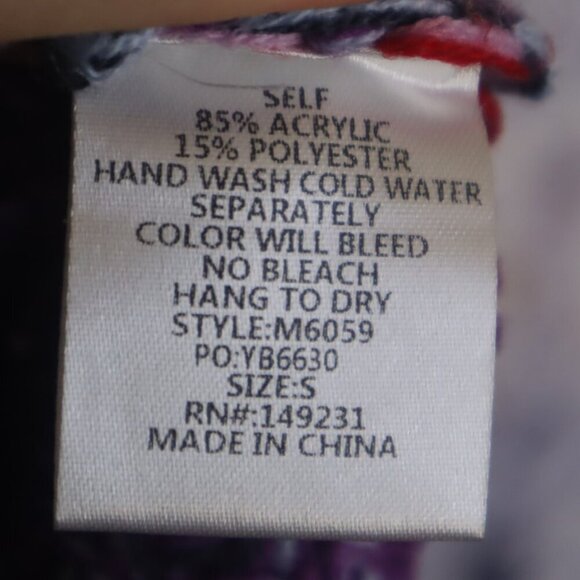 SELF
85% ACRYLIC
15% POLYESTER
HAND WASH COLD WATER
SEPARATELY
COLOR WILL BLEED
NO BLEACH
HANG TO DRY
STYLE:M6059
PO:YB6630
SIZE:S
RN#:149231
MADE IN CHINA